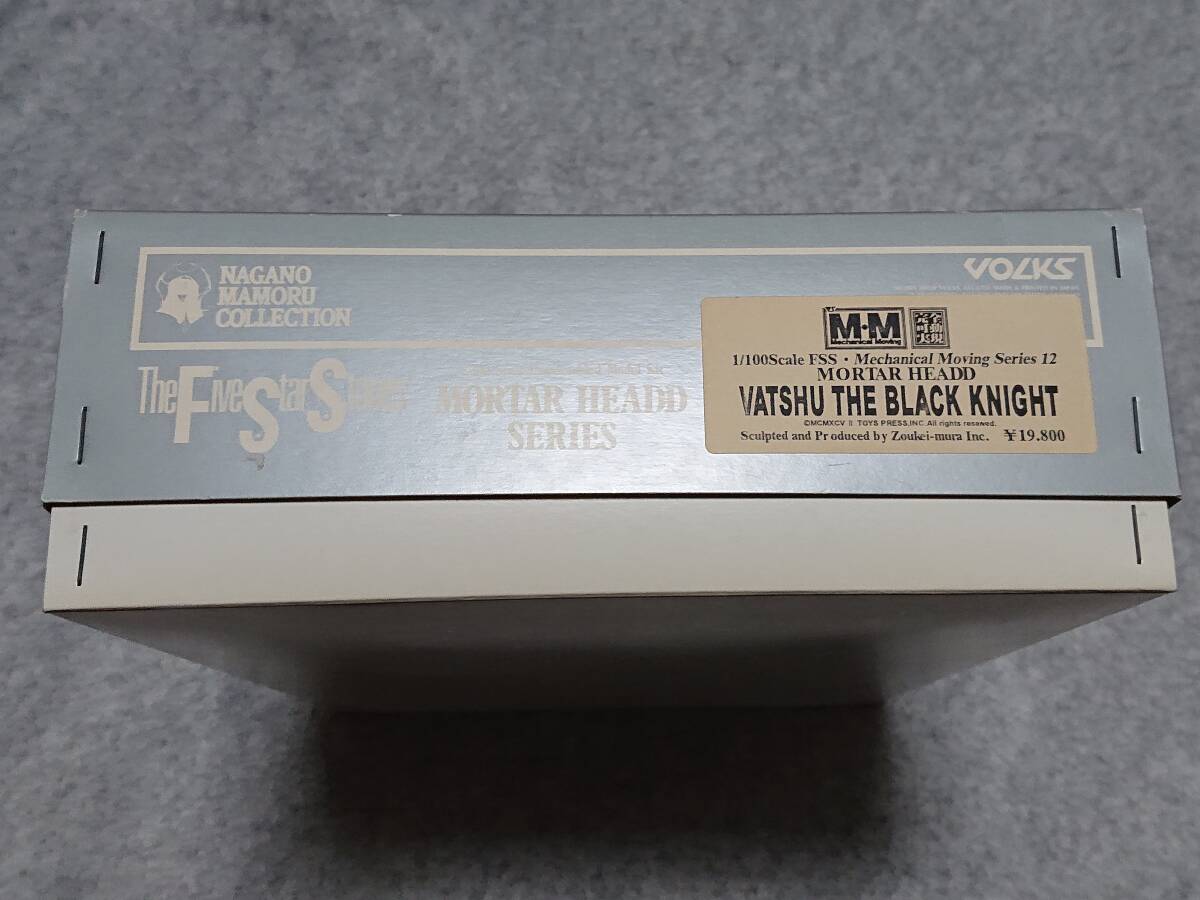 NAGANO
MAMORU
COLLECTION
VOLKS
The Five Star
MORTAR HEADD
SERIES
M·M
Mechanical Moving
1/100Scale FSS・Mechanical Moving Series 12
MORTAR HEADD
VATSHU THE BLACK KNIGHT
©MCMXCV II TOYS PRESS,INC.All rights reserved.
Sculpted and Produced by Zoukei-mura Inc. ¥19.800